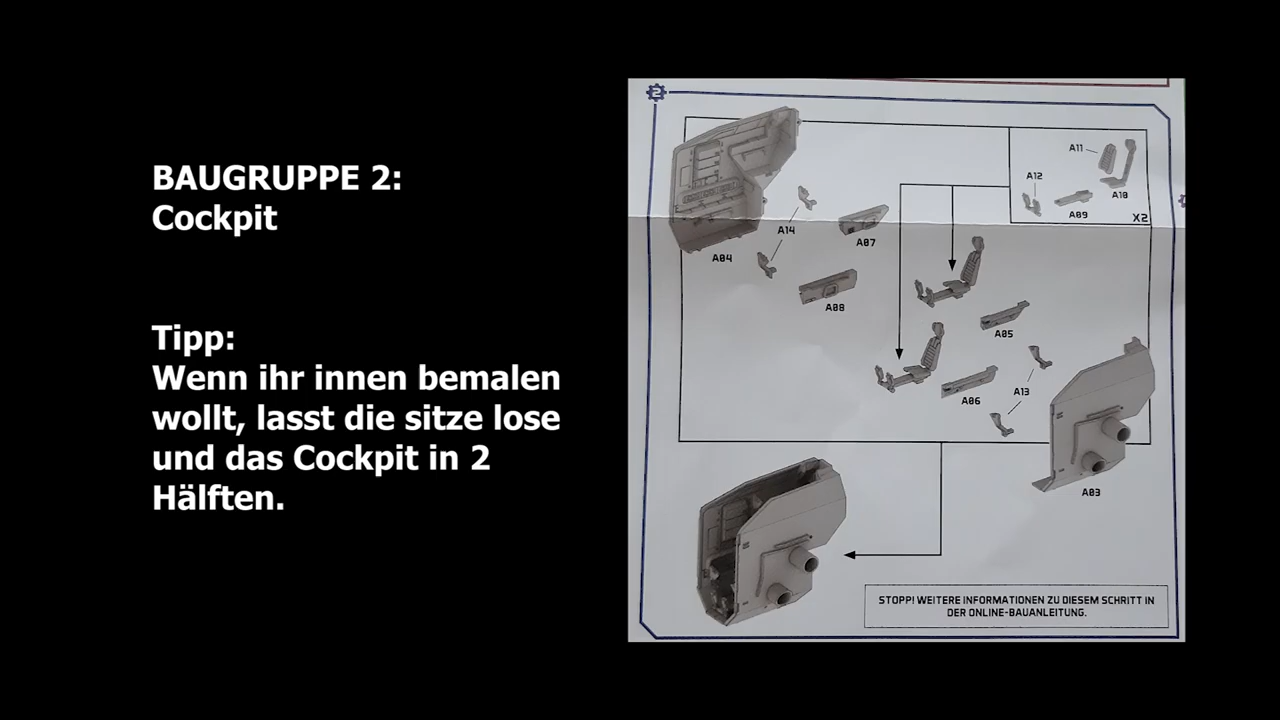 BAUGRUPPE 2:
Cockpit
Tipp:
Wenn ihr innen bemalen
wollt, lasst die sitze lose
und das Cockpit in 2
Hälften.
2
A11
A12
A10
A09
X2
A14
A07
A04
A08
A05
A13
A06
A03
STOPP! WEITERE INFORMATIONEN ZU DIESEM SCHRITT IN
DER ONLINE-BAUANLEITUNG.